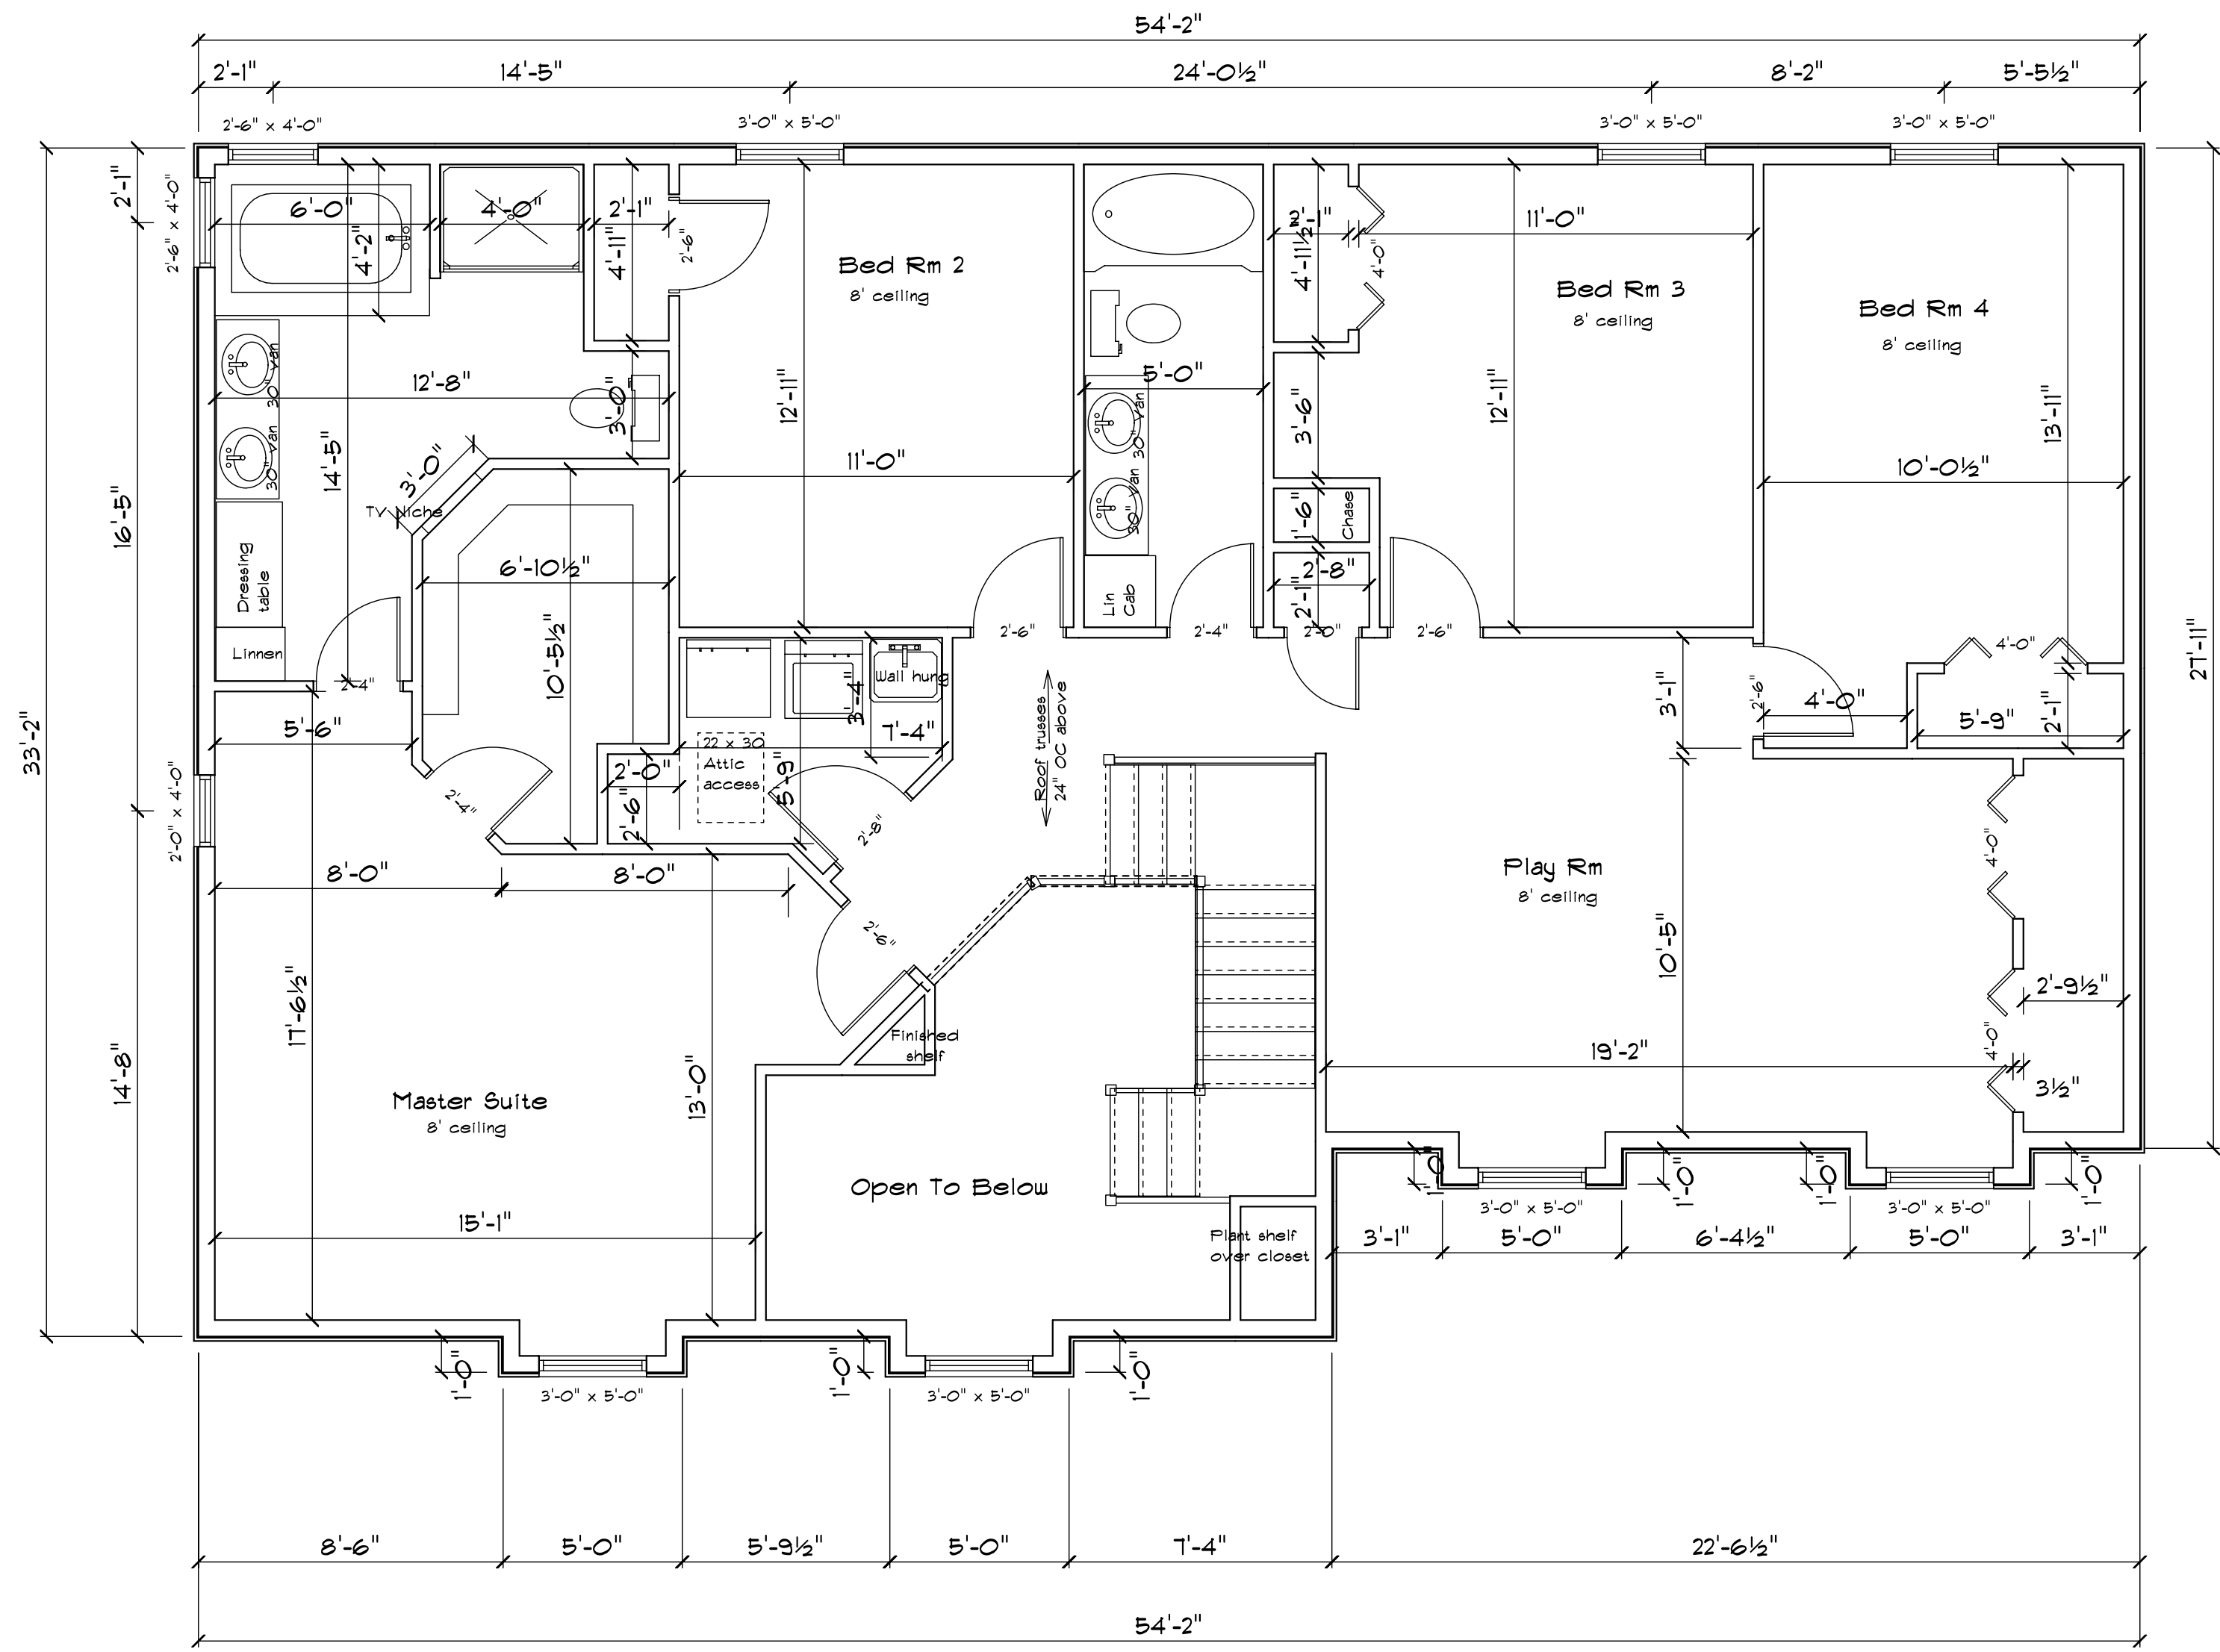 54'-2"
2'-1" 14'-5" 24'-0½" 8'-2" 5'-5½"
2'-6" x 4'-0" 3'-0" x 5'-0" 3'-0" x 5'-0" 3'-0" x 5'-0"
2'-1"
2'-6" x 4'-0"
6'-0" 4'-0" 2'-1" 2'-1" 11'-0"
4'-2"
4'-11"
2'-6"
4'-11½"
4'-0"
Bed Rm 2
8' ceiling
Bed Rm 3
8' ceiling
Bed Rm 4
8' ceiling
30" Van
12'-8"
3'-0"
12'-11"
5'-0"
30" Van
3'-6"
12'-11"
13'-11"
30" Van
14'-5"
3'-0"
TV Niche
11'-0"
30" Van
10'-0½"
16'-5"
1'-6"
Chase
Dressing
table
6'-10½"
Lin
Cab
2'-8"
2'-1"
Linnen
2'-4"
10'-5½"
2'-6" 2'-4" 2'-0" 2'-6"
4'-0"
Wall hung
3'-4"
7'-4"
Roof trusses
24" OC above
3'-1"
2'-6"
4'-0"
5'-9"
2'-1"
27'-11"
33'-2"
5'-6"
22 x 30
Attic
access
2'-0"
2'-6"
5'-9"
2'-4"
2'-8"
2'-0" x 4'-0"
8'-0" 8'-0"
2'-6"
Play Rm
8' ceiling
4'-0"
10'-5"
2'-9½"
17'-6½"
14'-8"
13'-0"
Finished
shelf
19'-2"
4'-0"
3½"
Master Suite
8' ceiling
Open To Below
1'-0"
1'-0"
1'-0"
1'-0"
3'-0" x 5'-0" 3'-0" x 5'-0"
15'-1"
Plant shelf
over closet
3'-1" 5'-0" 6'-4½" 5'-0" 3'-1"
1'-0"
1'-0"
1'-0"
3'-0" x 5'-0" 3'-0" x 5'-0"
8'-6" 5'-0" 5'-9½" 5'-0" 7'-4" 22'-6½"
54'-2"